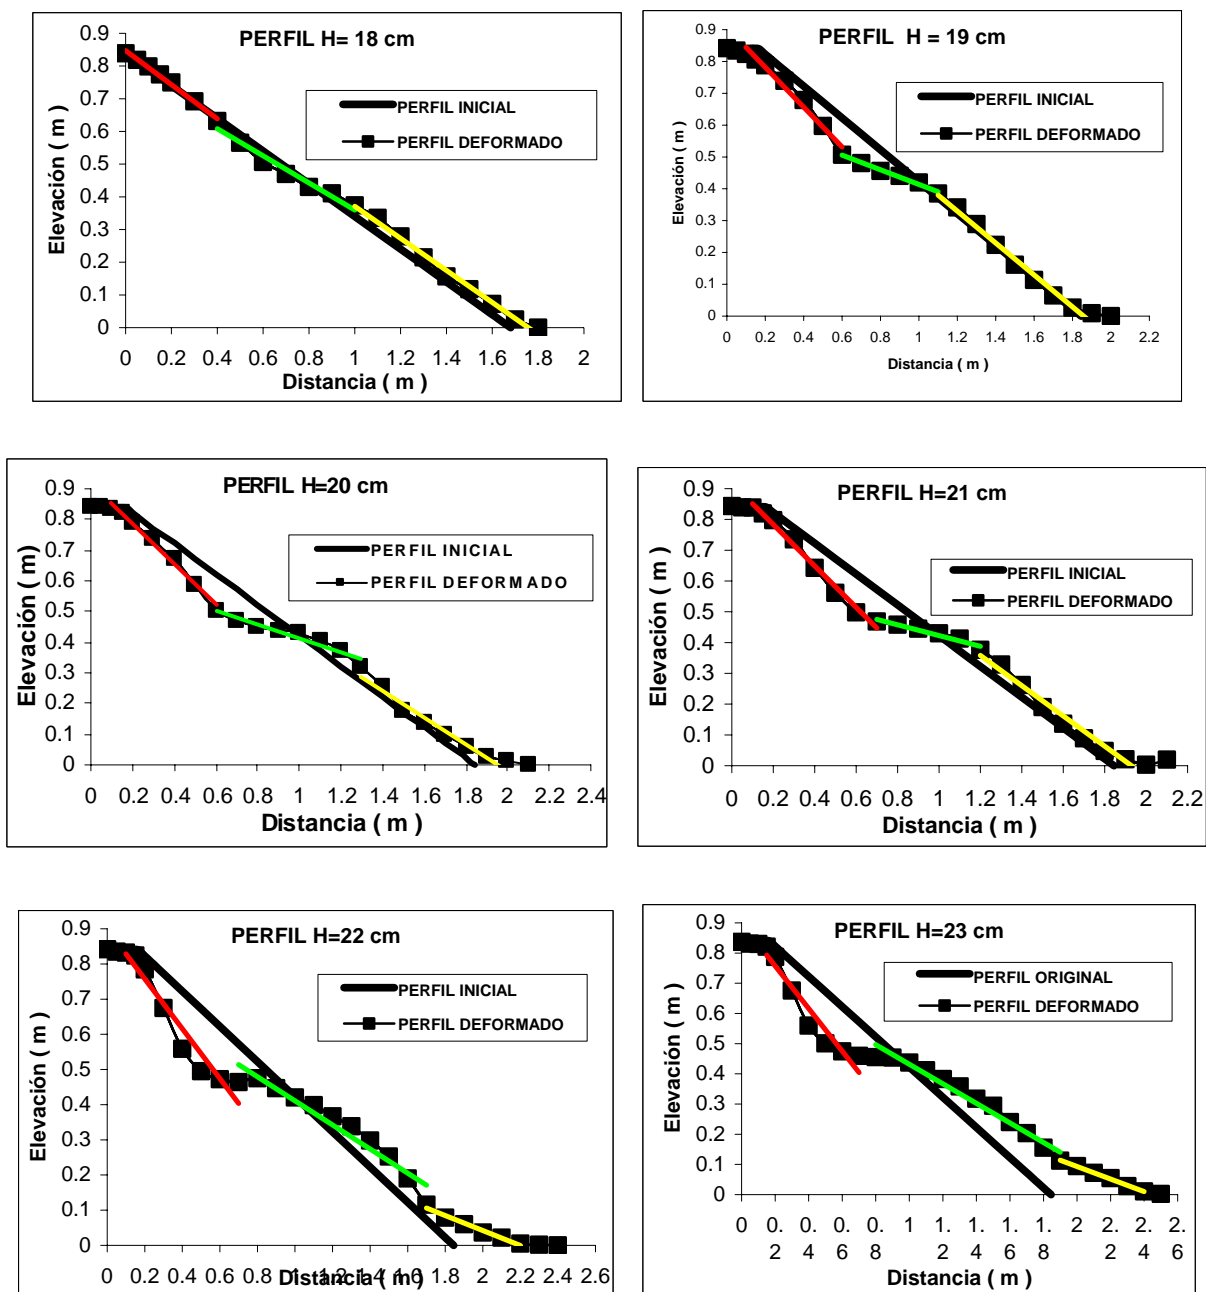 PERFIL H= 18 cm
PERFIL INICIAL
PERFIL DEFORMADO
Elevación ( m )
0.9
0.8
0.7
0.6
0.5
0.4
0.3
0.2
0.1
0
0 0.2 0.4 0.6 0.8 1 1.2 1.4 1.6 1.8 2
Distancia ( m )
PERFIL H = 19 cm
PERFIL INICIAL
PERFIL DEFORMADO
Elevación ( m )
0.9
0.8
0.7
0.6
0.5
0.4
0.3
0.2
0.1
0
0 0.2 0.4 0.6 0.8 1 1.2 1.4 1.6 1.8 2 2.2
Distancia ( m )
PERFIL H=20 cm
PERFIL INICIAL
PERFIL DEFORMADO
Elevación ( m)
0.9
0.8
0.7
0.6
0.5
0.4
0.3
0.2
0.1
0
0 0.2 0.4 0.6 0.8 1 1.2 1.4 1.6 1.8 2 2.2 2.4
Distancia ( m )
PERFIL H=21 cm
PERFIL INICIAL
PERFIL DEFORMADO
Elevación ( m )
0.9
0.8
0.7
0.6
0.5
0.4
0.3
0.2
0.1
0
0 0.2 0.4 0.6 0.8 1 1.2 1.4 1.6 1.8 2 2.2
Distancia ( m )
PERFIL H=22 cm
PERFIL INICIAL
PERFIL DEFORMADO
Elevación ( m )
0.9
0.8
0.7
0.6
0.5
0.4
0.3
0.2
0.1
0
0 0.2 0.4 0.6 0.8 1 1.2 1.4 1.6 1.8 2 2.2 2.4 2.6
Distancia ( m )
PERFIL H=23 cm
PERFIL ORIGINAL
PERFIL DEFORMADO
Elevación ( m )
0.9
0.8
0.7
0.6
0.5
0.4
0.3
0.2
0.1
0
0 0. 0. 0. 0. 1 1. 1. 1. 1. 2 2. 2. 2.
2 4 6 8 2 4 6 8 2 4 6
Distancia ( m )